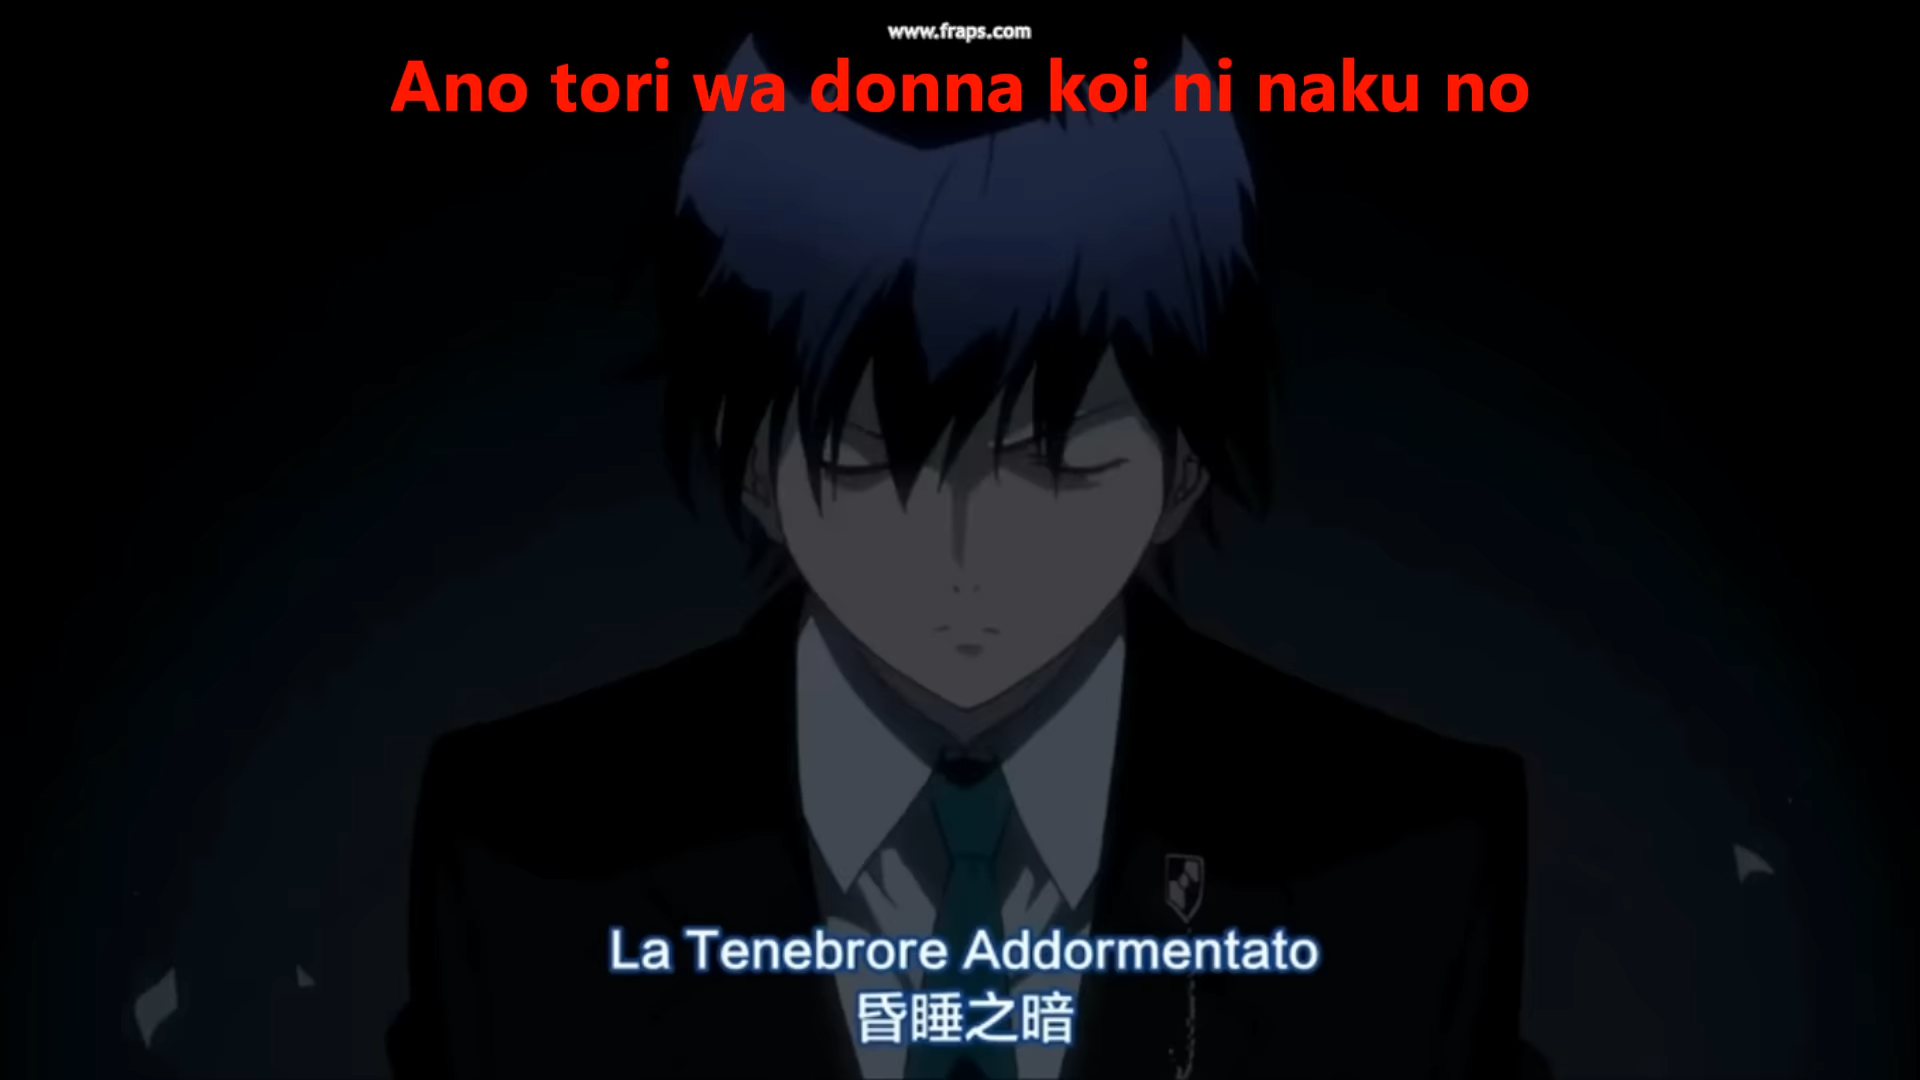 www.fraps.com
Ano tori wa donna koi ni naku no
La Tenebrore Addormentato
昏睡之暗